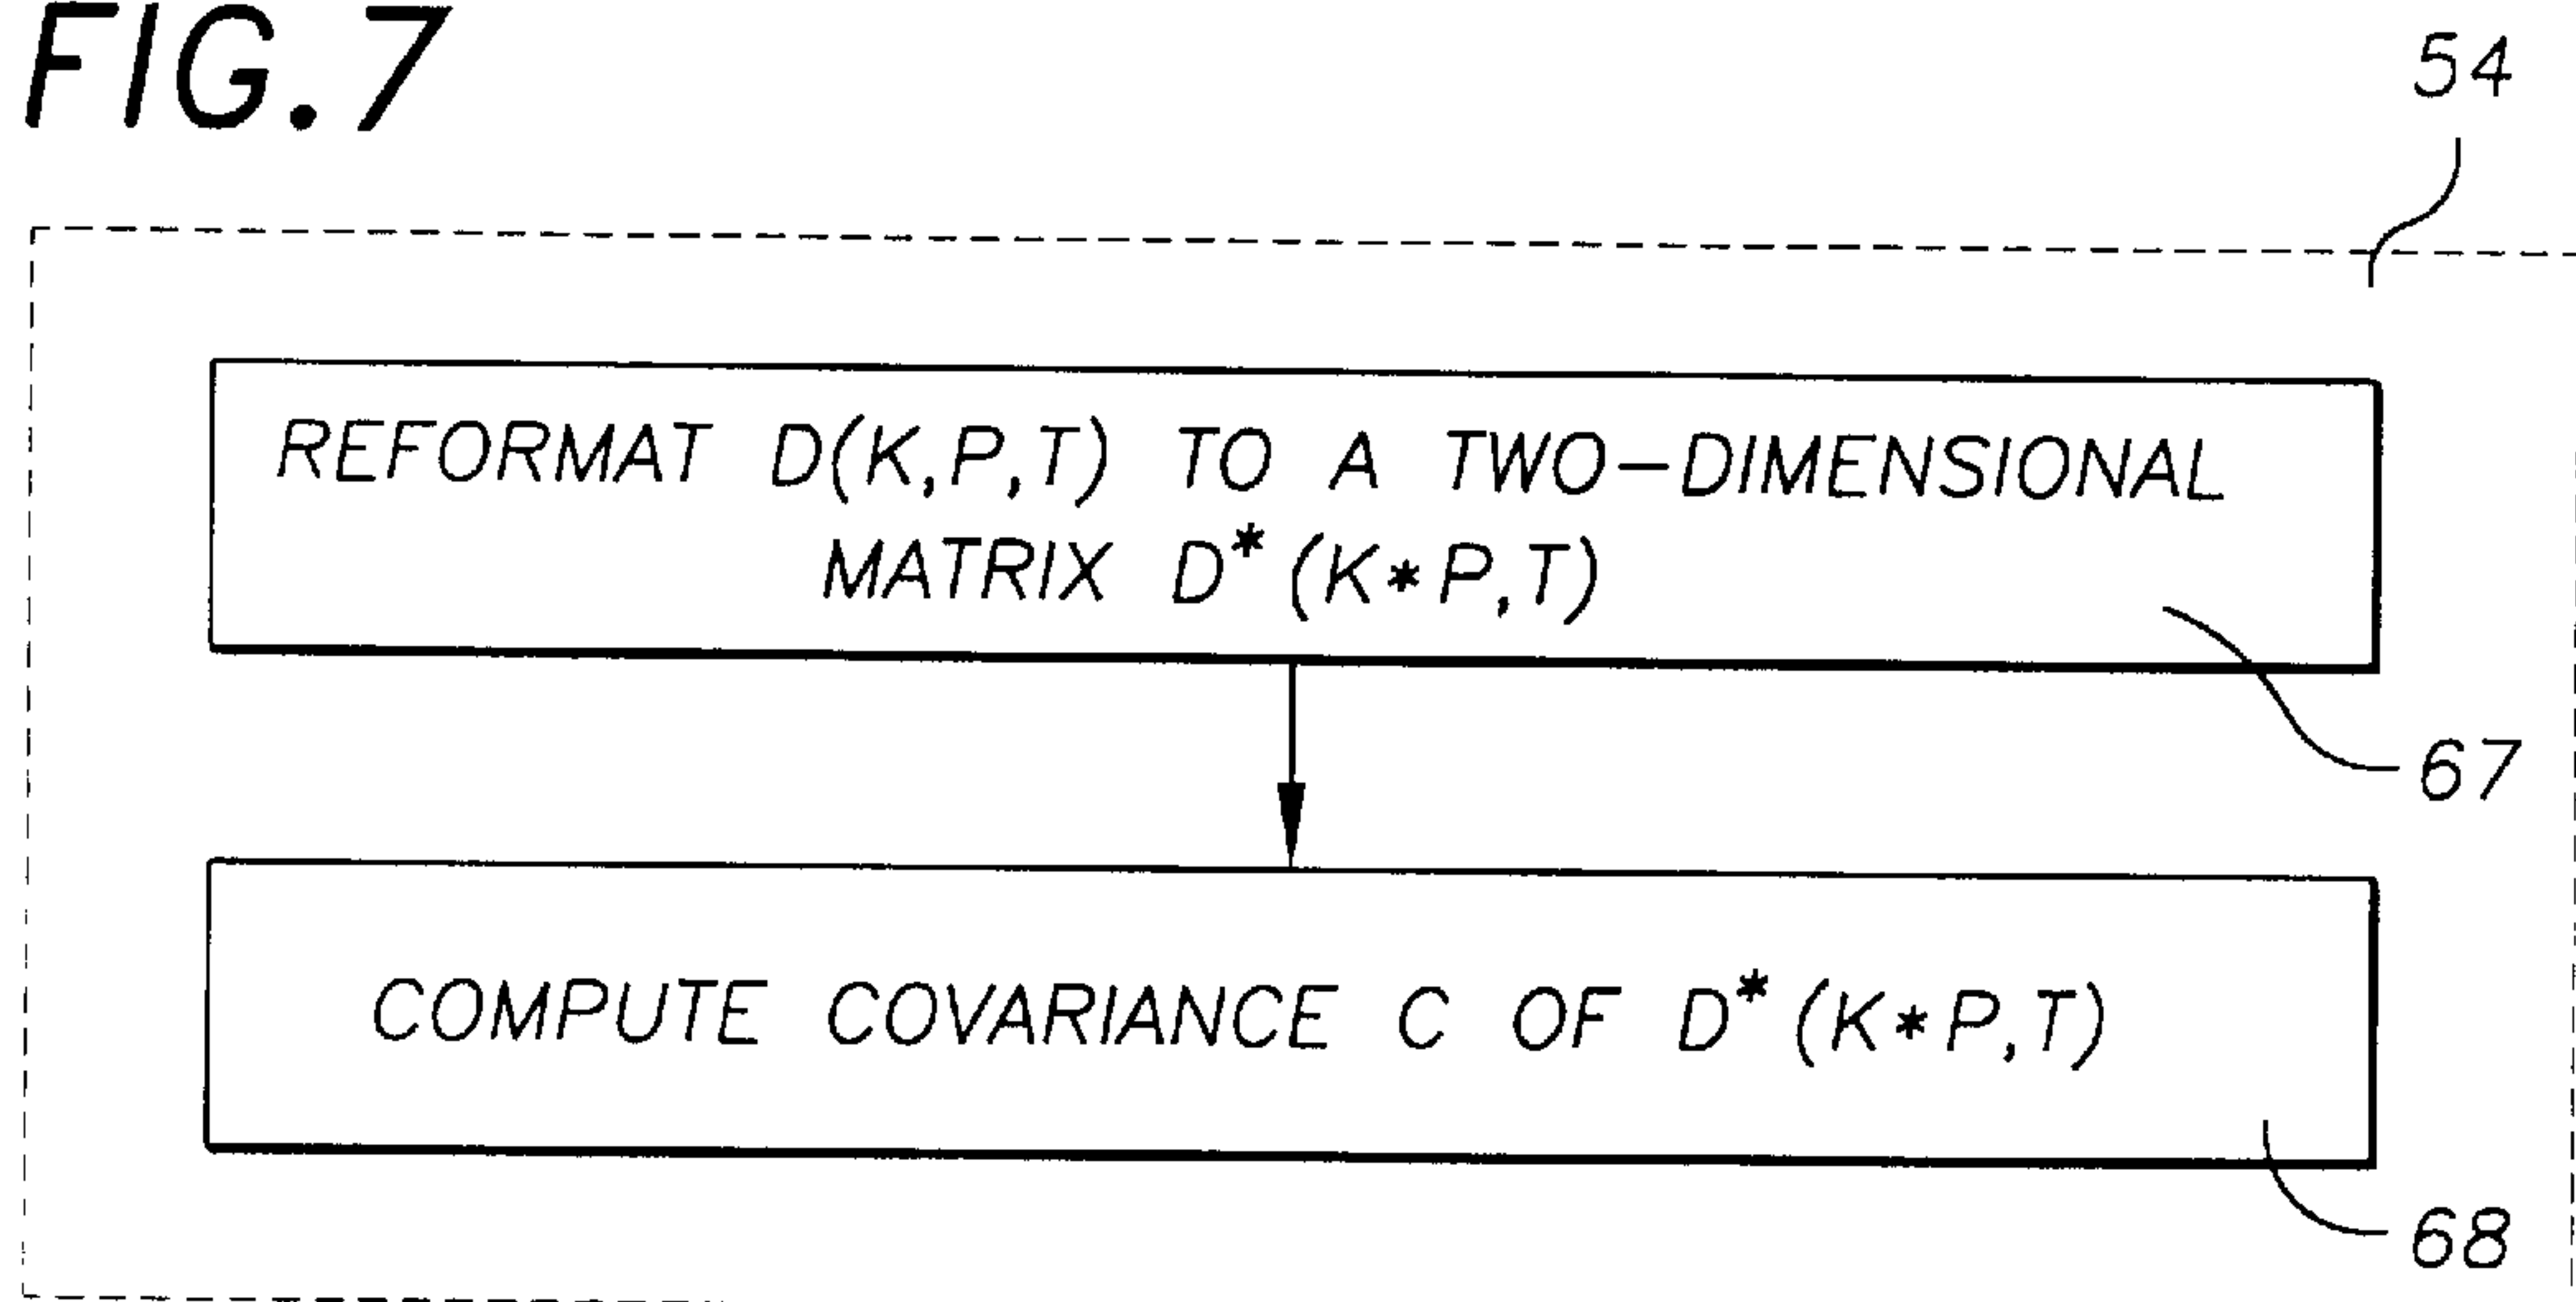 FIG.7
54
REFORMAT D(K,P,T) TO A TWO-DIMENSIONAL
MATRIX D*(K*P,T)
67
COMPUTE COVARIANCE C OF D*(K*P,T)
68